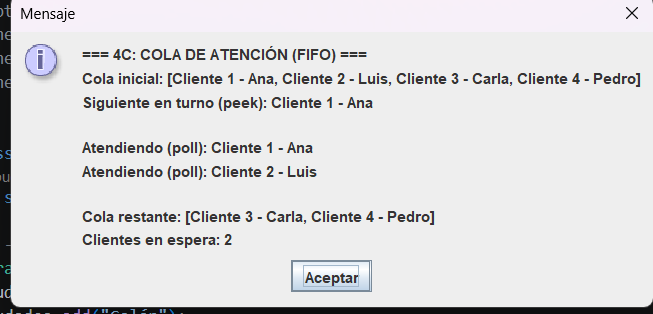 Mensaje
=== 4C: COLA DE ATENCIÓN (FIFO) ===
Cola inicial: [Cliente 1 - Ana, Cliente 2 - Luis, Cliente 3 - Carla, Cliente 4 - Pedro]
Siguiente en turno (peek): Cliente 1 - Ana
Atendiendo (poll): Cliente 1 - Ana
Atendiendo (poll): Cliente 2 - Luis
Cola restante: [Cliente 3 - Carla, Cliente 4 - Pedro]
Clientes en espera: 2
Aceptar